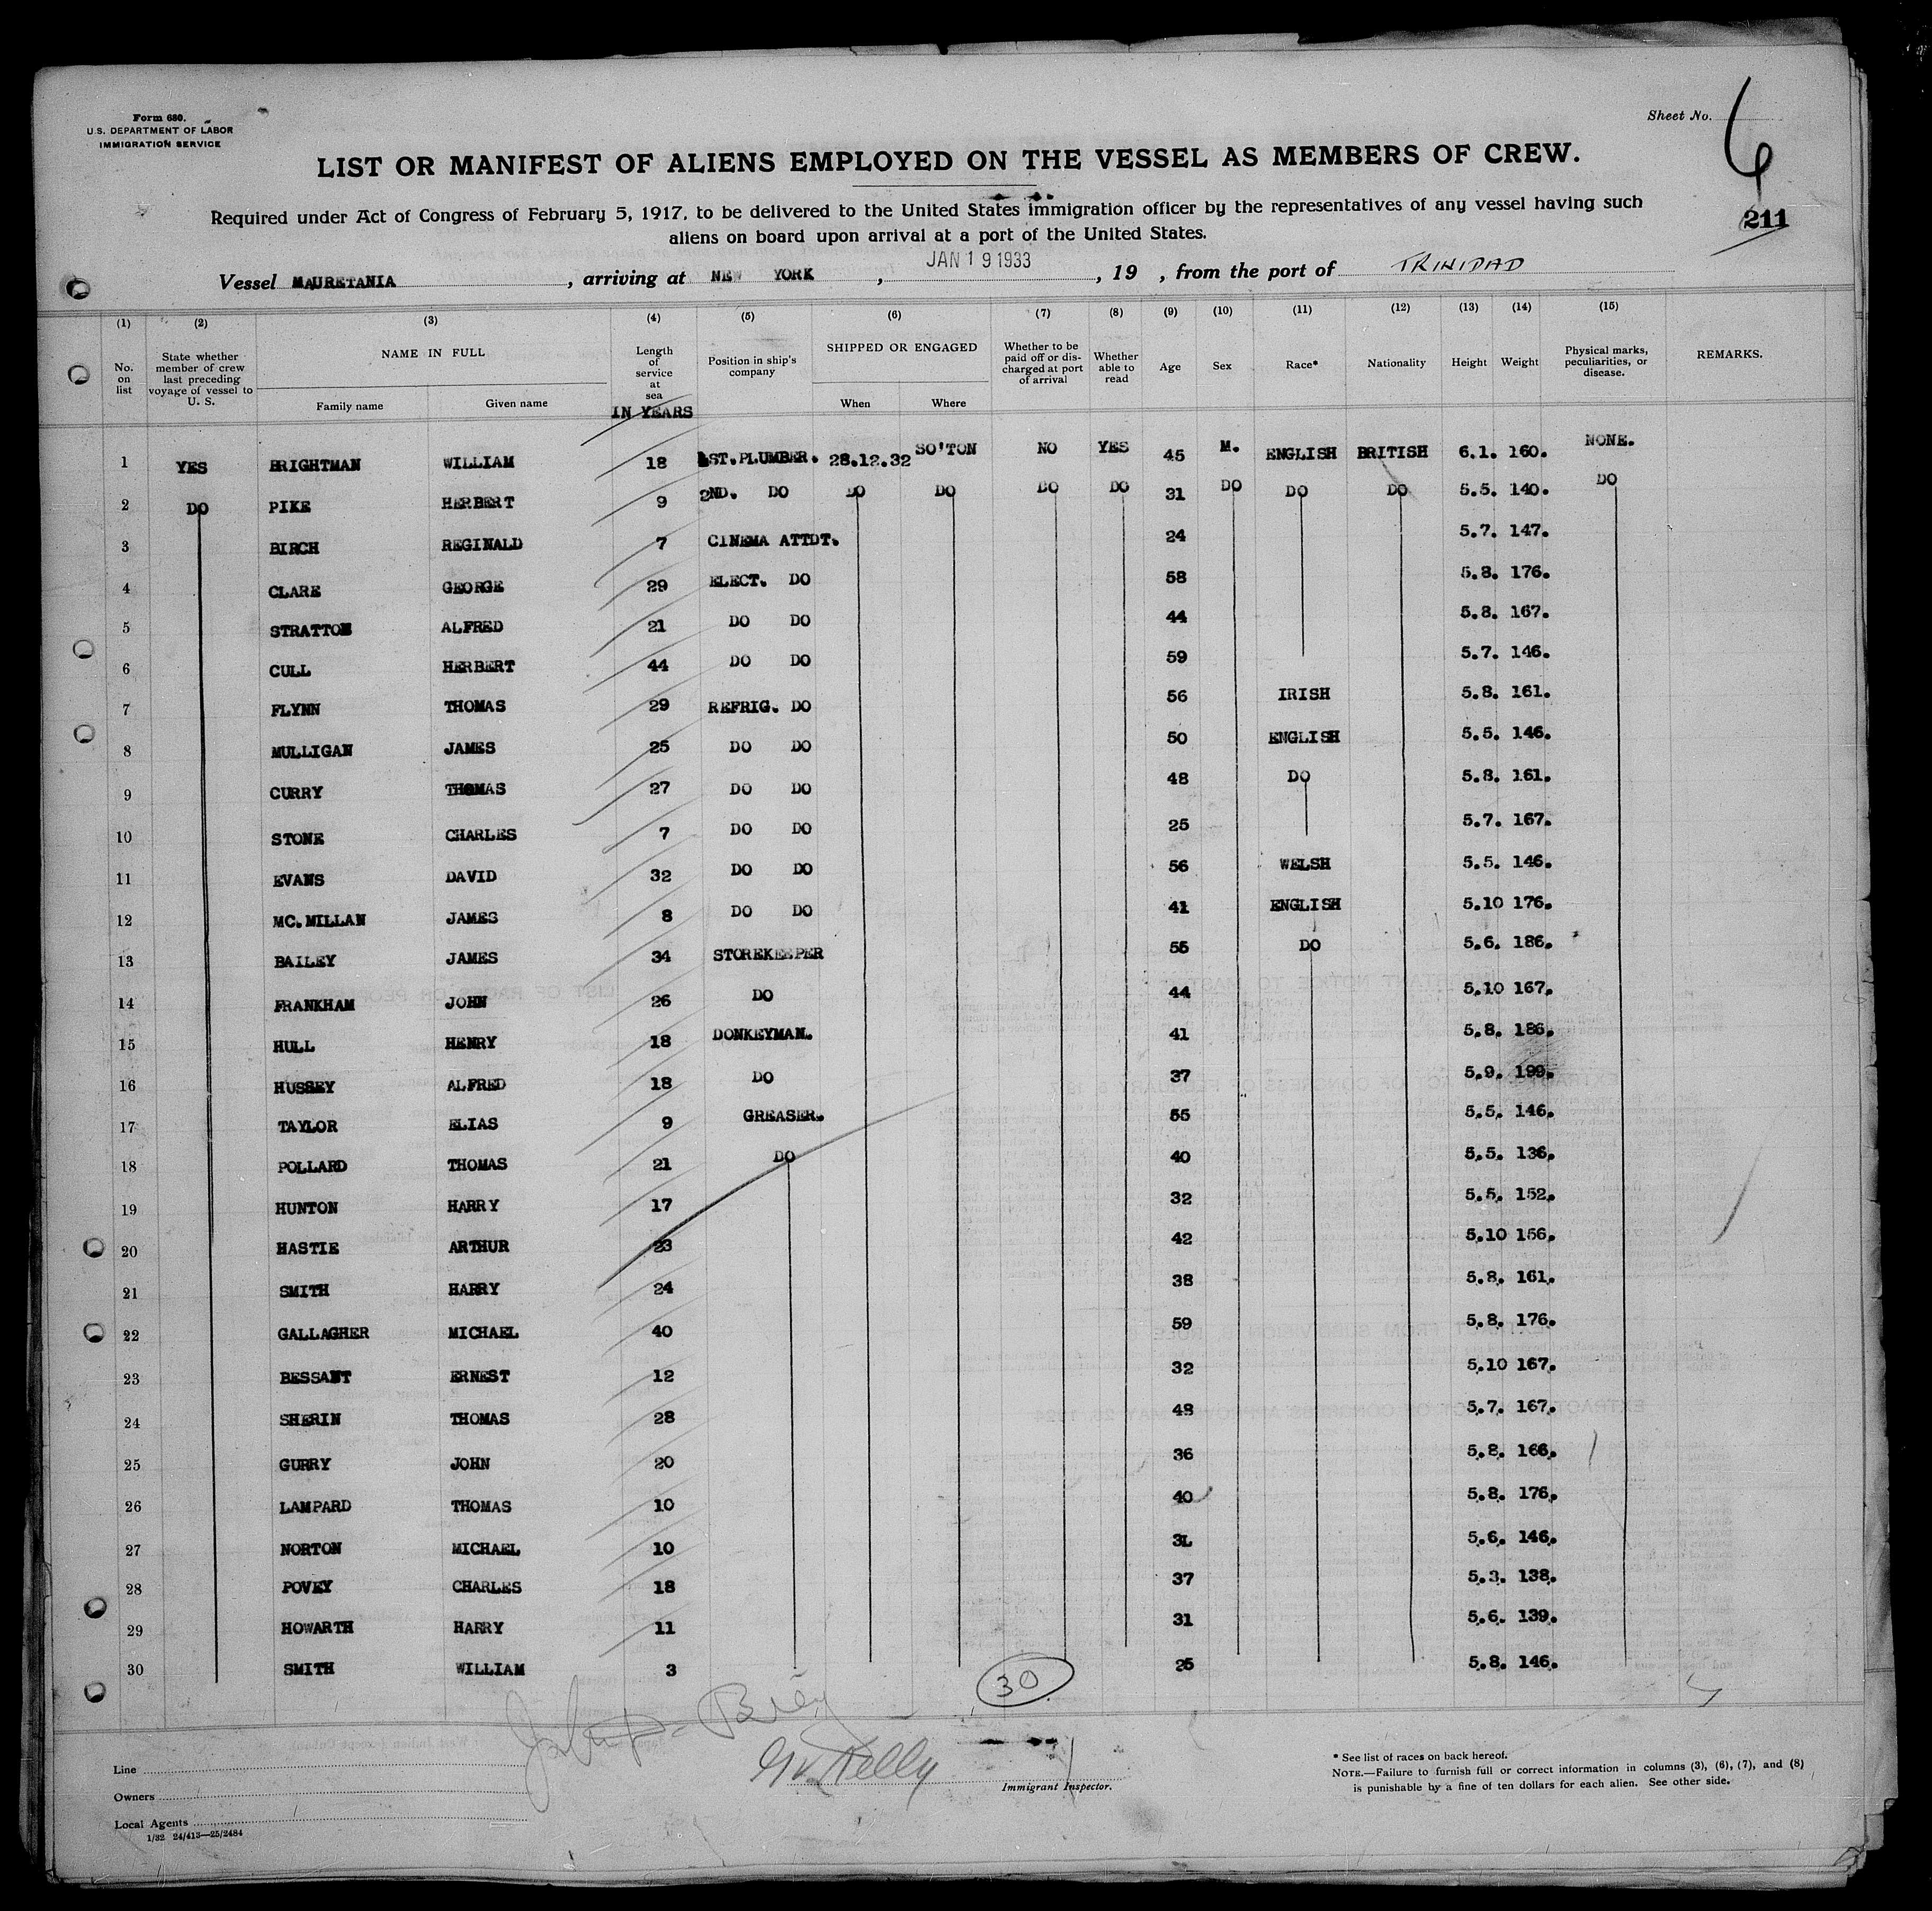 Form 680.
U.S. DEPARTMENT OF LABOR
IMMIGRATION SERVICE
Sheet No. 6
LIST OR MANIFEST OF ALIENS EMPLOYED ON THE VESSEL AS MEMBERS OF CREW.
Required under Act of Congress of February 5, 1917, to be delivered to the United States immigration officer by the representatives of any vessel having such
aliens on board upon arrival at a port of the United States.
211
Vessel MAURETANIA , arriving at NEW YORK , JAN 19 1933 , 19 , from the port of TRINIDAD
(1) (2) (3) (4) (5) (6) (7) (8) (9) (10) (11) (12) (13) (14) (15)
No. on list State whether member of crew last preceding voyage of vessel to U. S. NAME IN FULL Family name Given name Length of service at sea IN YEARS Position in ship's company SHIPPED OR ENGAGED When Where Whether to be paid off or discharged at port of arrival Whether able to read Age Sex Race* Nationality Height Weight Physical marks, peculiarities, or disease. REMARKS.
1 YES BRIGHTMAN WILLIAM 18 1ST. PLUMBER. 28.12.32 SO'TON NO YES 45 M. ENGLISH BRITISH 6.1. 160. NONE.
2 DO PIKE HERBERT 9 2ND. DO DO DO DO DO 31 DO DO DO 5.5. 140. DO
3 BIRCH REGINALD 7 CINEMA ATTDT. 24 5.7. 147.
4 CLARE GEORGE 29 ELECT. DO 58 5.8. 176.
5 STRATTON ALFRED 21 DO DO 44 5.8. 167.
6 CULL HERBERT 44 DO DO 59 5.7. 146.
7 FLYNN THOMAS 29 REFRIG. DO 56 IRISH 5.8. 161.
8 MULLIGAN JAMES 25 DO DO 50 ENGLISH 5.5. 146.
9 CURRY THOMAS 27 DO DO 48 DO 5.8. 161.
10 STONE CHARLES 7 DO DO 25 5.7. 167.
11 EVANS DAVID 32 DO DO 56 WELSH 5.5. 146.
12 MC.MILLAN JAMES 8 DO DO 41 ENGLISH 5.10 176.
13 BAILEY JAMES 34 STOREKEEPER 55 DO 5.6. 186.
14 FRANKHAM JOHN 26 DO 44 5.10 167.
15 HULL HENRY 18 DONKEYMAN. 41 5.8. 186.
16 HUSSEY ALFRED 18 DO 37 5.9. 199.
17 TAYLOR ELIAS 9 GREASER. 55 5.5. 146.
18 POLLARD THOMAS 21 DO 40 5.5. 136.
19 HUNTON HARRY 17 32 5.5. 152.
20 HASTIE ARTHUR 23 42 5.10 156.
21 SMITH HARRY 24 38 5.8. 161.
22 GALLAGHER MICHAEL 40 59 5.8. 176.
23 BESSANT ERNEST 12 32 5.10 167.
24 SHERIN THOMAS 28 48 5.7. 167.
25 GURRY JOHN 20 36 5.8. 166.
26 LAMPARD THOMAS 10 40 5.8. 176.
27 NORTON MICHAEL 10 3L 5.6. 146.
28 POVEY CHARLES 18 37 5.3. 138.
29 HOWARTH HARRY 11 31 5.6. 139.
30 SMITH WILLIAM 3 25 5.8. 146.
30
Line
Owners
Local Agents
1/32 24/413—25/2484
Kelly
Immigrant Inspector.
* See list of races on back hereof.
NOTE.—Failure to furnish full or correct information in columns (3), (6), (7), and (8)
is punishable by a fine of ten dollars for each alien. See other side.